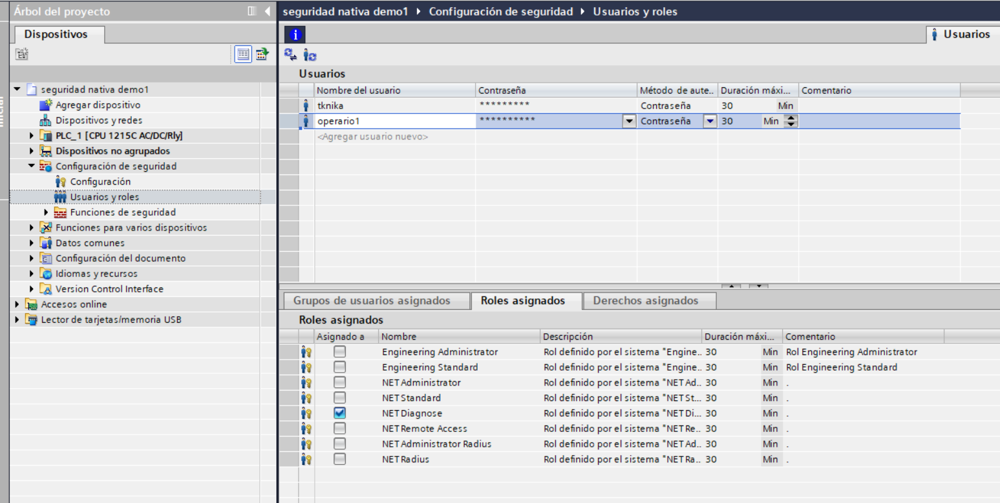 Árbol del proyecto
Dispositivos
seguridad nativa demo1
Agregar dispositivo
Dispositivos y redes
PLC_1 [CPU 1215C AC/DC/Rly]
Dispositivos no agrupados
Configuración de seguridad
Configuración
Usuarios y roles
Funciones de seguridad
Funciones para varios dispositivos
Datos comunes
Configuración del documento
Idiomas y recursos
Version Control Interface
Accesos online
Lector de tarjetas/memoria USB
seguridad nativa demo1 Configuración de seguridad Usuarios y roles
Usuarios
Usuarios
Nombre del usuario Contraseña Método de aute.. Duración máxi... Comentario
tknika ********* Contraseña 30 Min
operario1 ********** Contraseña 30 Min
<Agregar usuario nuevo>
Grupos de usuarios asignados Roles asignados Derechos asignados
Roles asignados
Asignado a Nombre Descripción Duración máxi... Comentario
Engineering Administrator Rol definido por el sistema "Engine.. 30 Min Rol Engineering Administrator
Engineering Standard Rol definido por el sistema "Engine.. 30 Min Rol Engineering Standard
NET Administrator Rol definido por el sistema "NET Ad.. 30 Min .
NET Standard Rol definido por el sistema "NET St... 30 Min .
NET Diagnose Rol definido por el sistema "NET Di... 30 Min .
NET Remote Access Rol definido por el sistema "NET Re.. 30 Min .
NET Administrator Radius Rol definido por el sistema "NET Ad.. 30 Min .
NET Radius Rol definido por el sistema "NET Ra.. 30 Min .